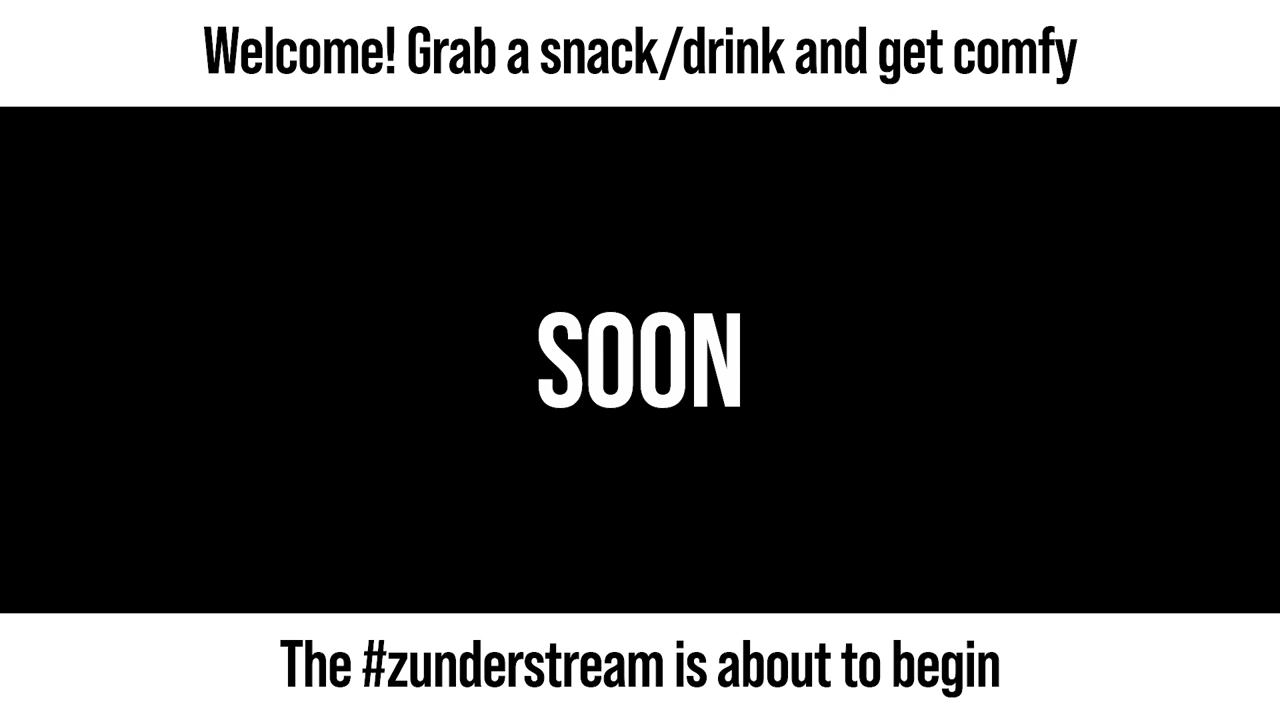 Welcome! Grab a snack/drink and get comfy
SOON
The #zunderstream is about to begin